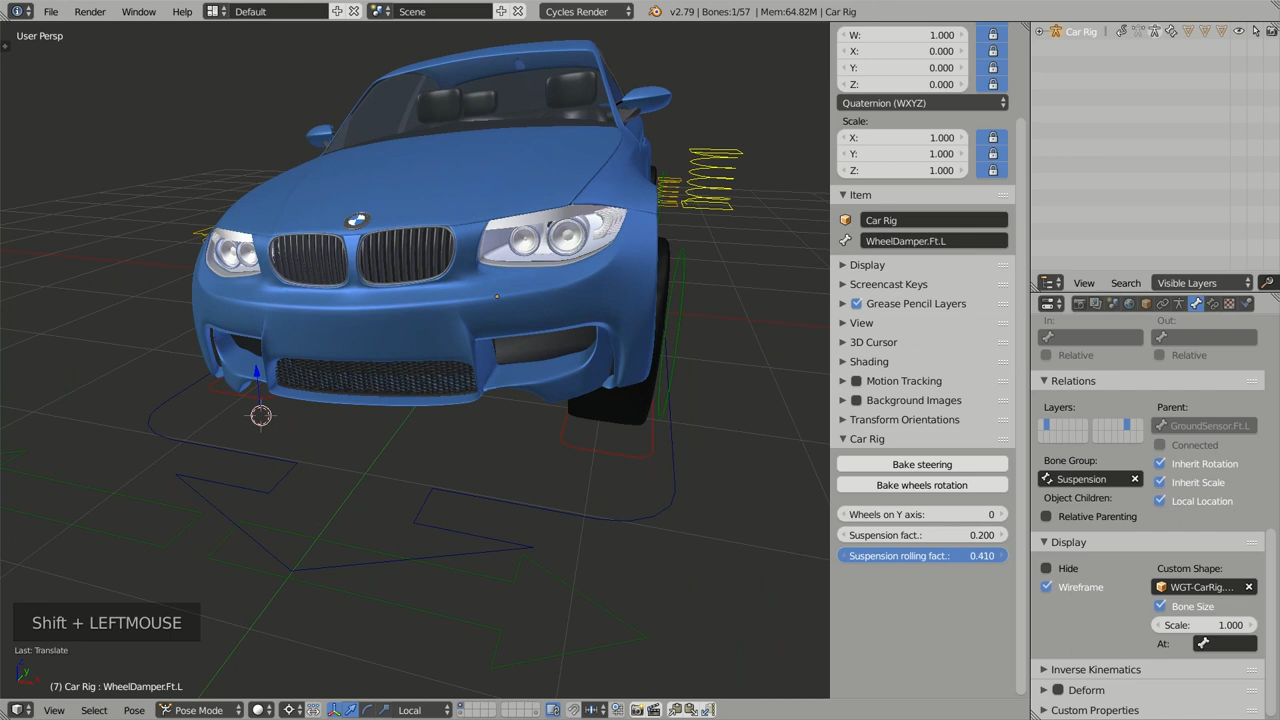 File Render Window Help Default Scene Cycles Render v2.79 | Bones:1/57 | Mem:64.82M | Car Rig
User Persp
W: 1.000
X: 0.000
Y: 0.000
Z: 0.000
Quaternion (WXYZ)
Scale:
X: 1.000
Y: 1.000
Z: 1.000
Item
Car Rig
WheelDamper.Ft.L
Display
Screencast Keys
Grease Pencil Layers
View
3D Cursor
Shading
Motion Tracking
Background Images
Transform Orientations
Car Rig
Bake steering
Bake wheels rotation
Wheels on Y axis: 0
Suspension fact.: 0.200
Suspension rolling fact.: 0.410
Car Rig
View Search Visible Layers
In: Out:
Relative Relative
Relations
Layers: Parent:
GroundSensor.Ft.L
Connected
Bone Group: Inherit Rotation
Suspension Inherit Scale
Object Children: Local Location
Relative Parenting
Display
Hide Custom Shape:
Wireframe WGT-CarRig....
Bone Size
Scale: 1.000
At:
Inverse Kinematics
Deform
Custom Properties
BMW
Shift + LEFTMOUSE
Last: Translate
(7) Car Rig : WheelDamper.Ft.L
View Select Pose Pose Mode Local